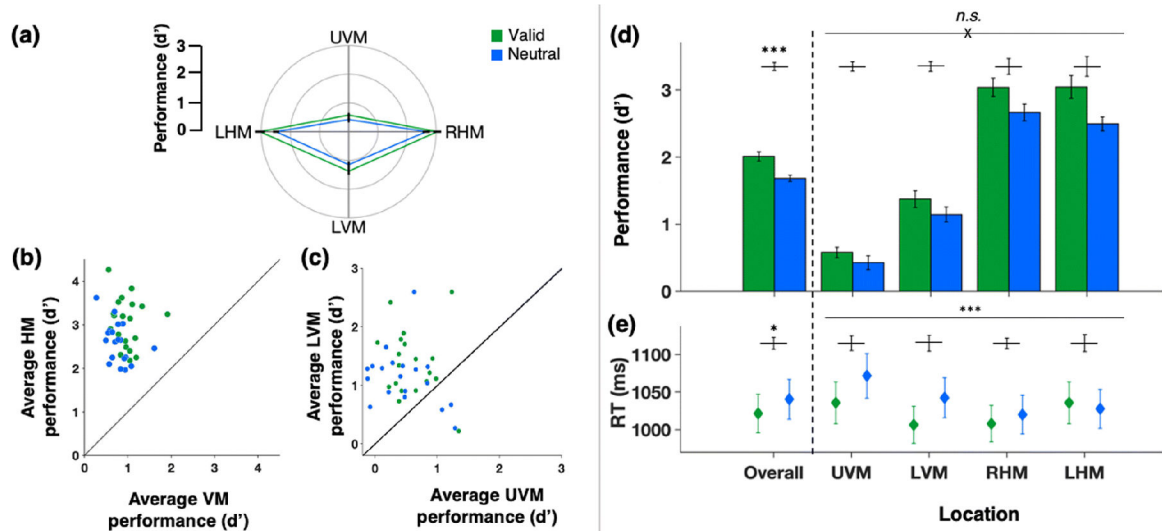 (a)
Performance (d')
3
2
1
0
UVM
LHM
RHM
LVM
Valid
Neutral
(b)
Average HM
performance (d')
4
3
2
1
0
0
1
2
3
4
Average VM
performance (d')
(c)
Average LVM
performance (d')
3
2
1
0
0
1
2
3
Average UVM
performance (d')
(d)
n.s.
x
***
Performance (d')
3
2
1
0
(e)
*
***
RT (ms)
1100
1050
1000
Overall
UVM
LVM
RHM
LHM
Location